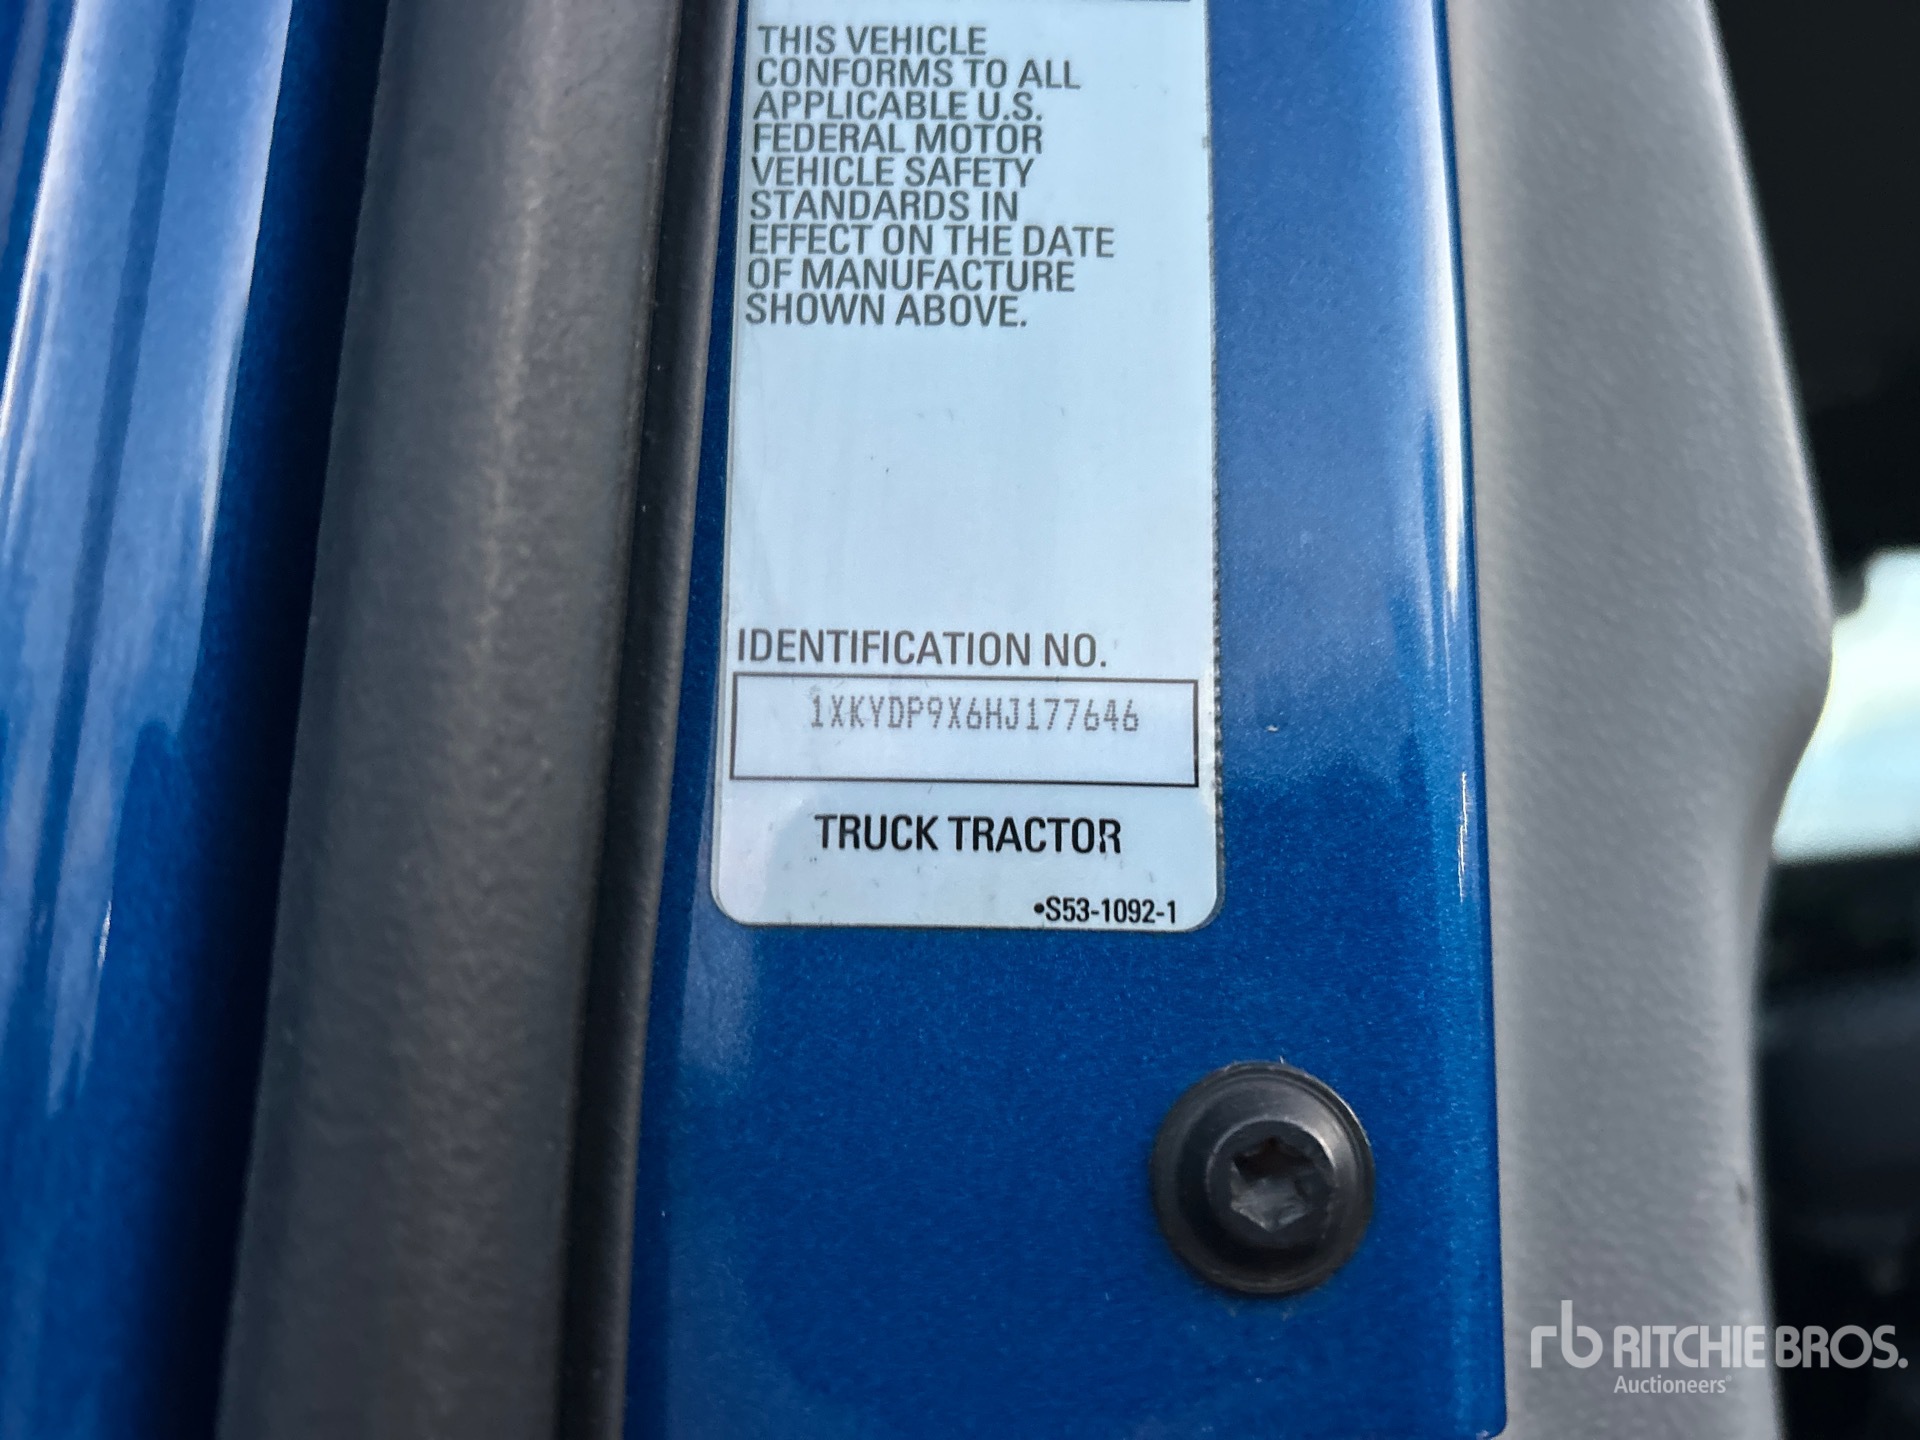 THIS VEHICLE
CONFORMS TO ALL
APPLICABLE U.S.
FEDERAL MOTOR
VEHICLE SAFETY
STANDARDS IN
EFFECT ON THE DATE
OF MANUFACTURE
SHOWN ABOVE.
IDENTIFICATION NO.
1XKYDP9X6HJ177646
TRUCK TRACTOR
•S53-1092-1
rb RITCHIE BROS.
Auctioneers